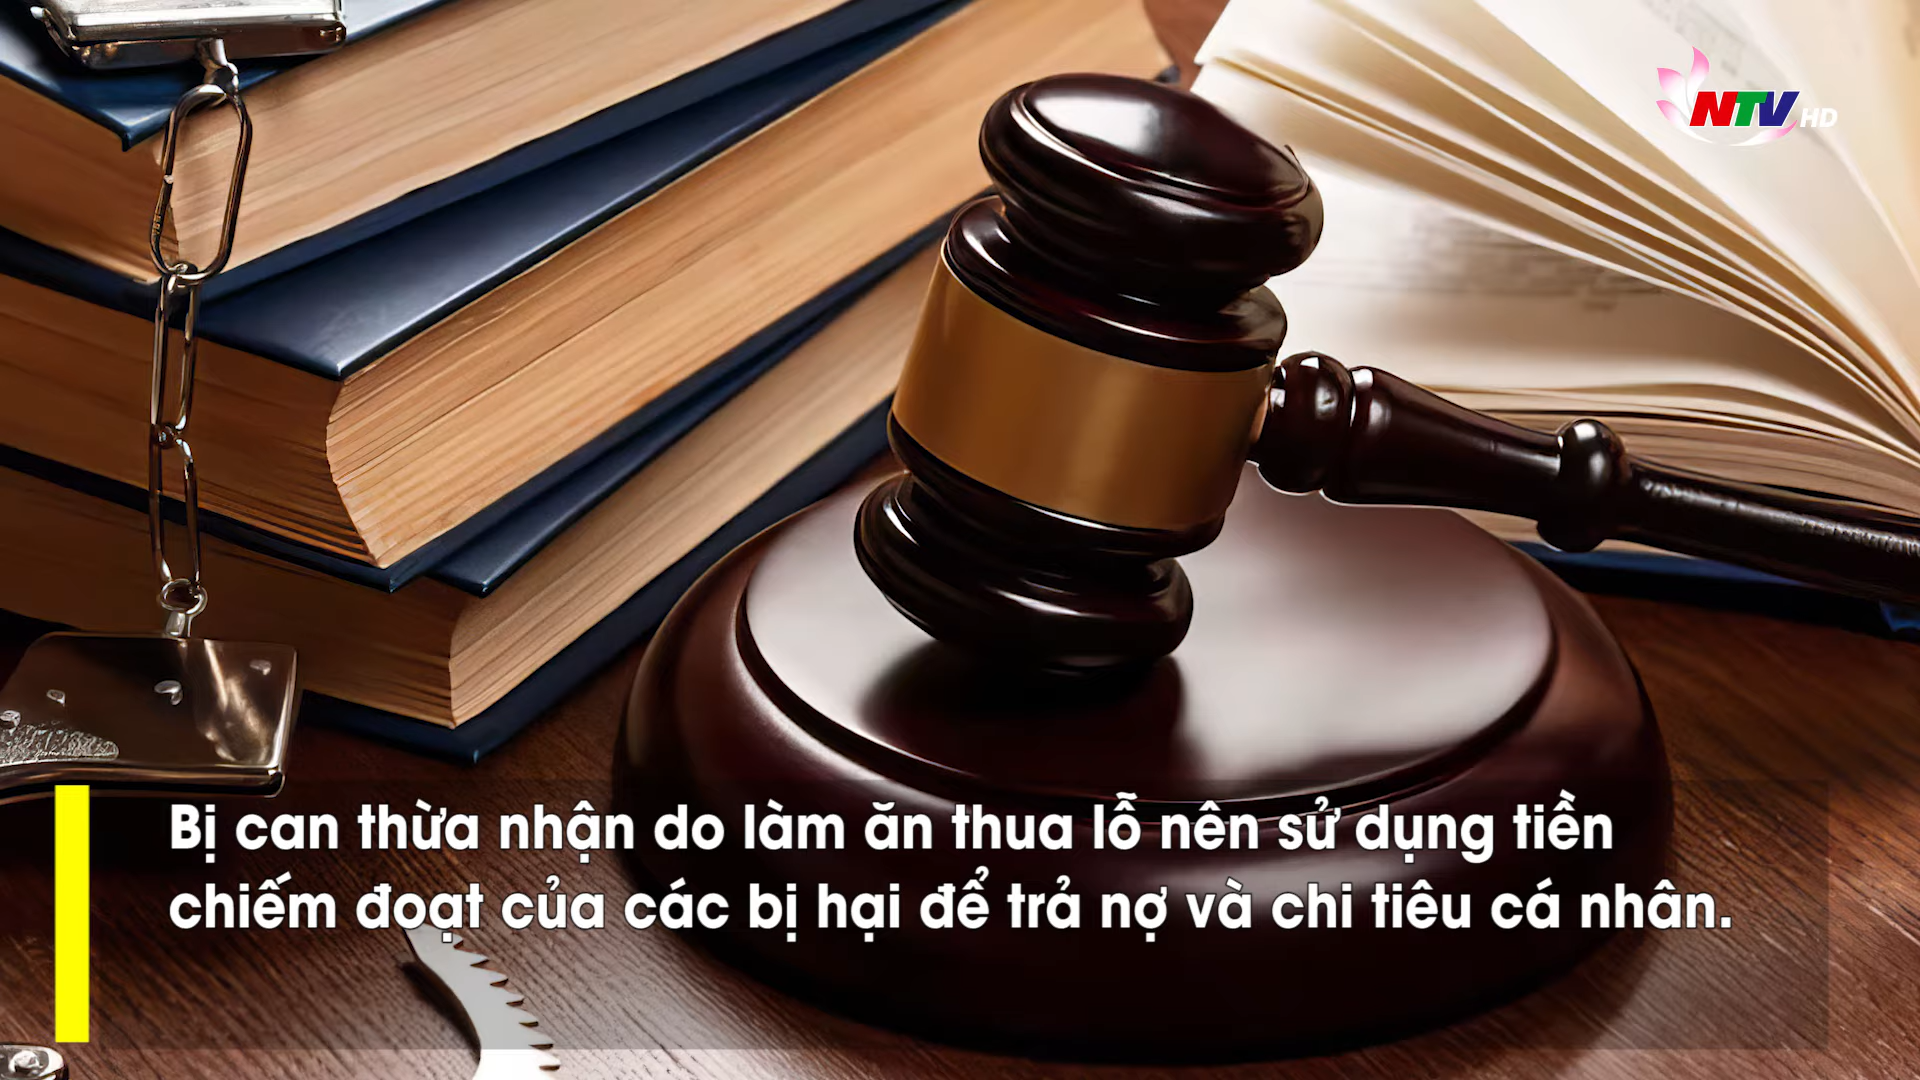 NTV HD
Bị can thừa nhận do làm ăn thua lỗ nên sử dụng tiền
chiếm đoạt của các bị hại để trả nợ và chi tiêu cá nhân.